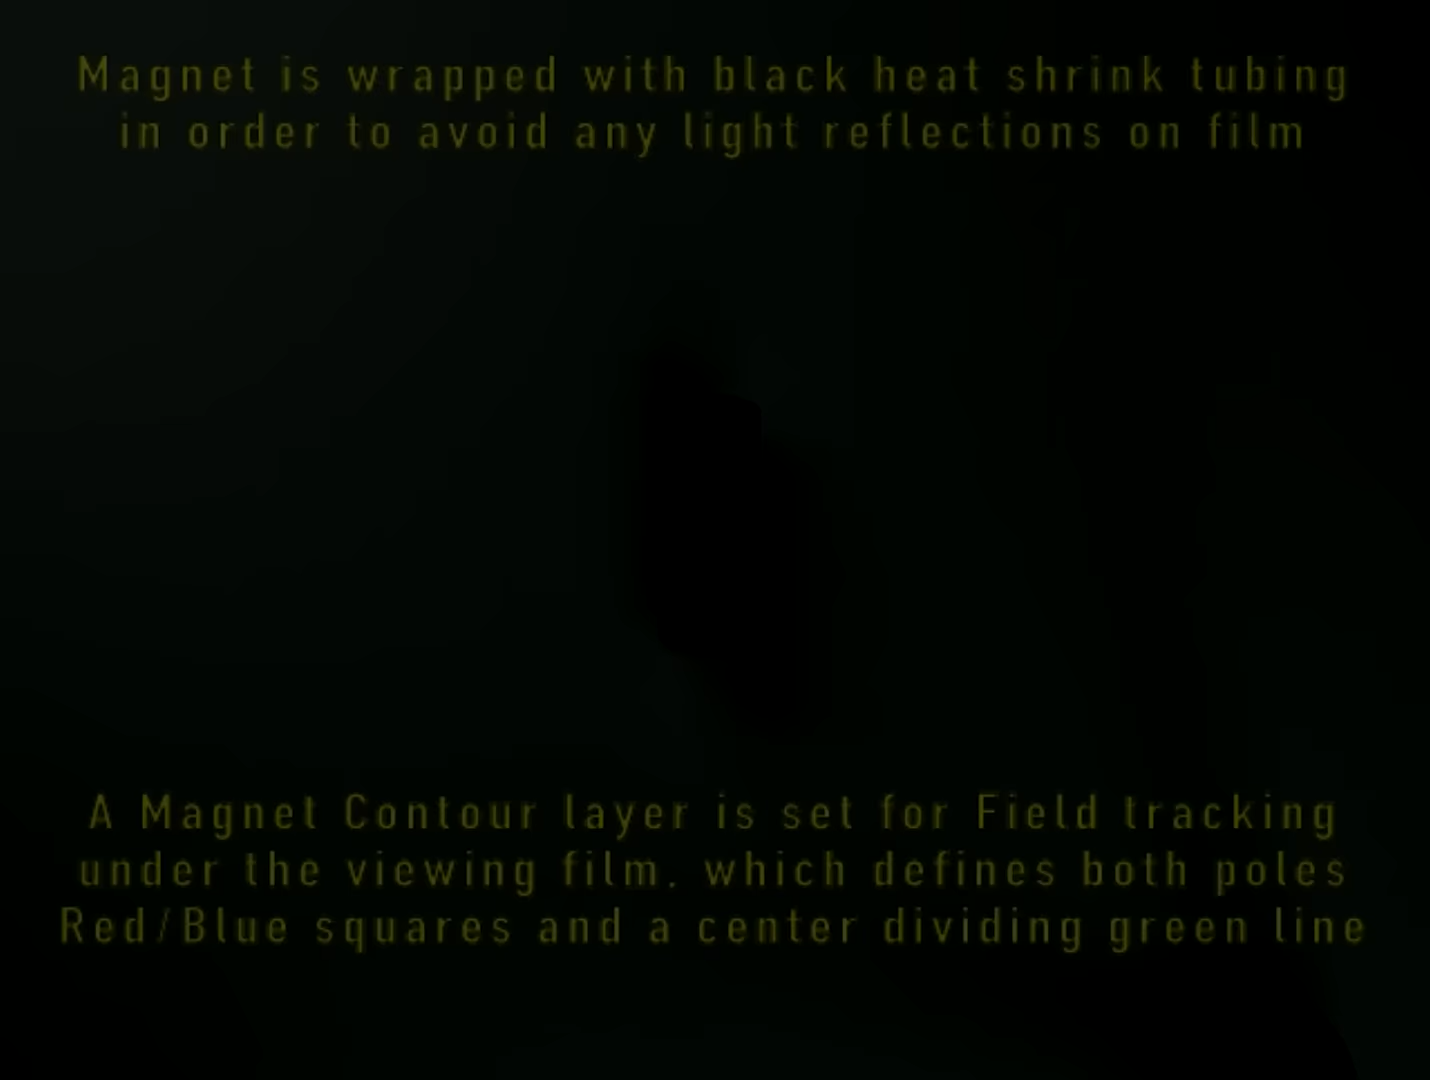 Magnet is wrapped with black heat shrink tubing
in order to avoid any light reflections on film
A Magnet Contour layer is set for Field tracking
under the viewing film, which defines both poles
Red/Blue squares and a center dividing green line